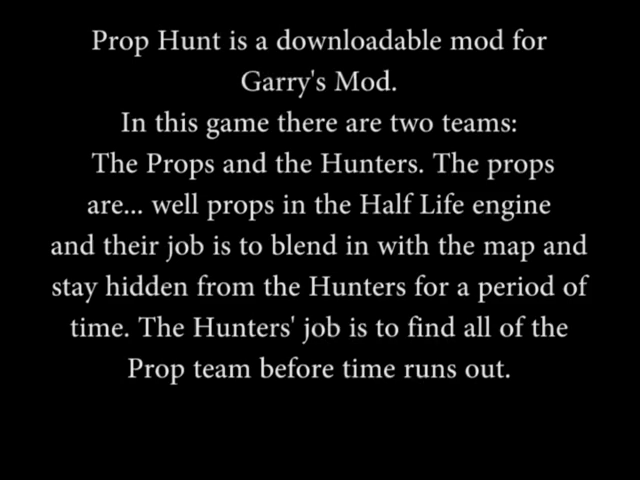 Prop Hunt is a downloadable mod for
Garry's Mod.
In this game there are two teams:
The Props and the Hunters. The props
are... well props in the Half Life engine
and their job is to blend in with the map and
stay hidden from the Hunters for a period of
time. The Hunters' job is to find all of the
Prop team before time runs out.